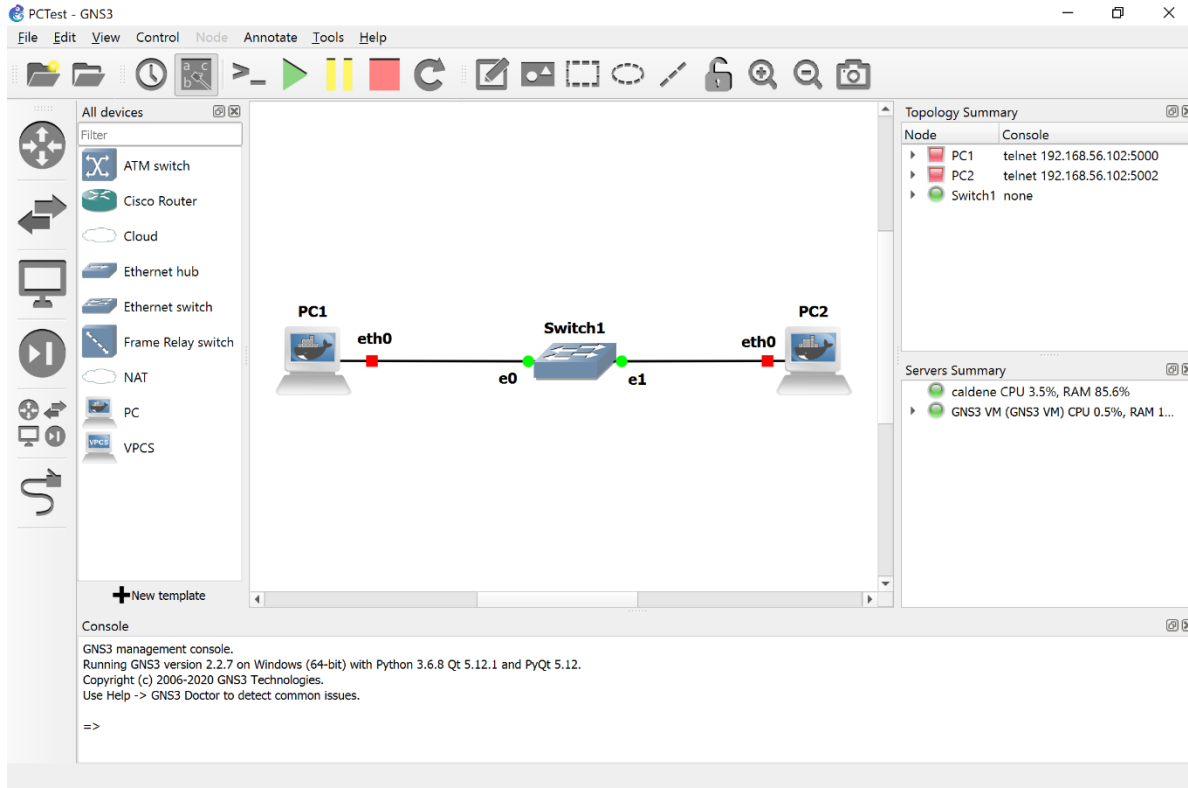 PCTest - GNS3
File Edit View Control Node Annotate Tools Help
All devices
Filter
ATM switch
Cisco Router
Cloud
Ethernet hub
Ethernet switch
Frame Relay switch
NAT
PC
VPCS
VPCS
New template
PC1
eth0
Switch1
e0
e1
eth0
PC2
Topology Summary
Node Console
PC1 telnet 192.168.56.102:5000
PC2 telnet 192.168.56.102:5002
Switch1 none
Servers Summary
caldene CPU 3.5%, RAM 85.6%
GNS3 VM (GNS3 VM) CPU 0.5%, RAM 1...
Console
GNS3 management console.
Running GNS3 version 2.2.7 on Windows (64-bit) with Python 3.6.8 Qt 5.12.1 and PyQt 5.12.
Copyright (c) 2006-2020 GNS3 Technologies.
Use Help -> GNS3 Doctor to detect common issues.
=>